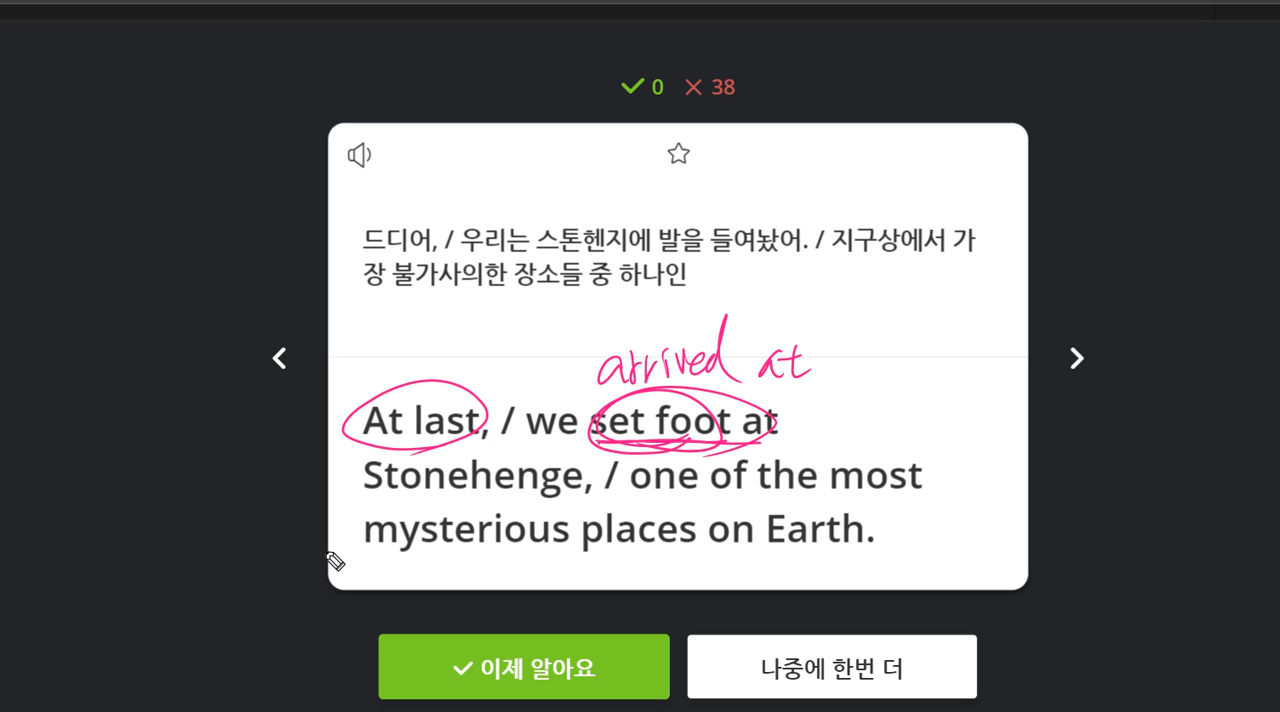 0 38
드디어, / 우리는 스톤헨지에 발을 들여놨어. / 지구상에서 가
장 불가사의한 장소들 중 하나인
arrived at
At last, / we set foot at
Stonehenge, / one of the most
mysterious places on Earth.
이제 알아요 나중에 한번 더